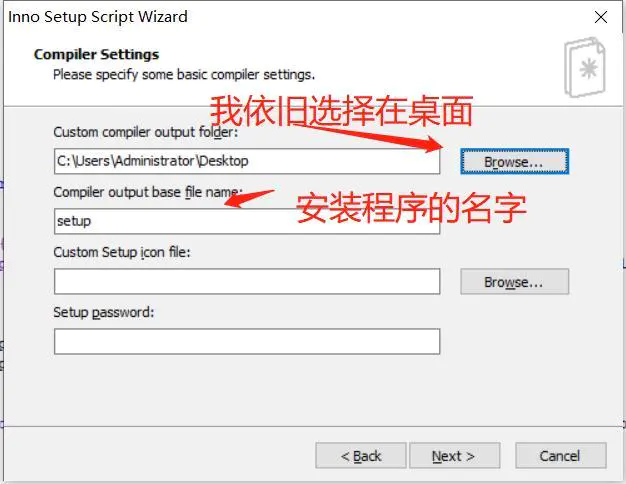 Inno Setup Script Wizard
Compiler Settings
Please specify some basic compiler settings.
我依旧选择在桌面
Custom compiler output folder:
C:\Users\Administrator\Desktop
Browse...
Compiler output base file name:
安装程序的名字
setup
Custom Setup icon file:
Browse...
Setup password:
< Back
Next >
Cancel